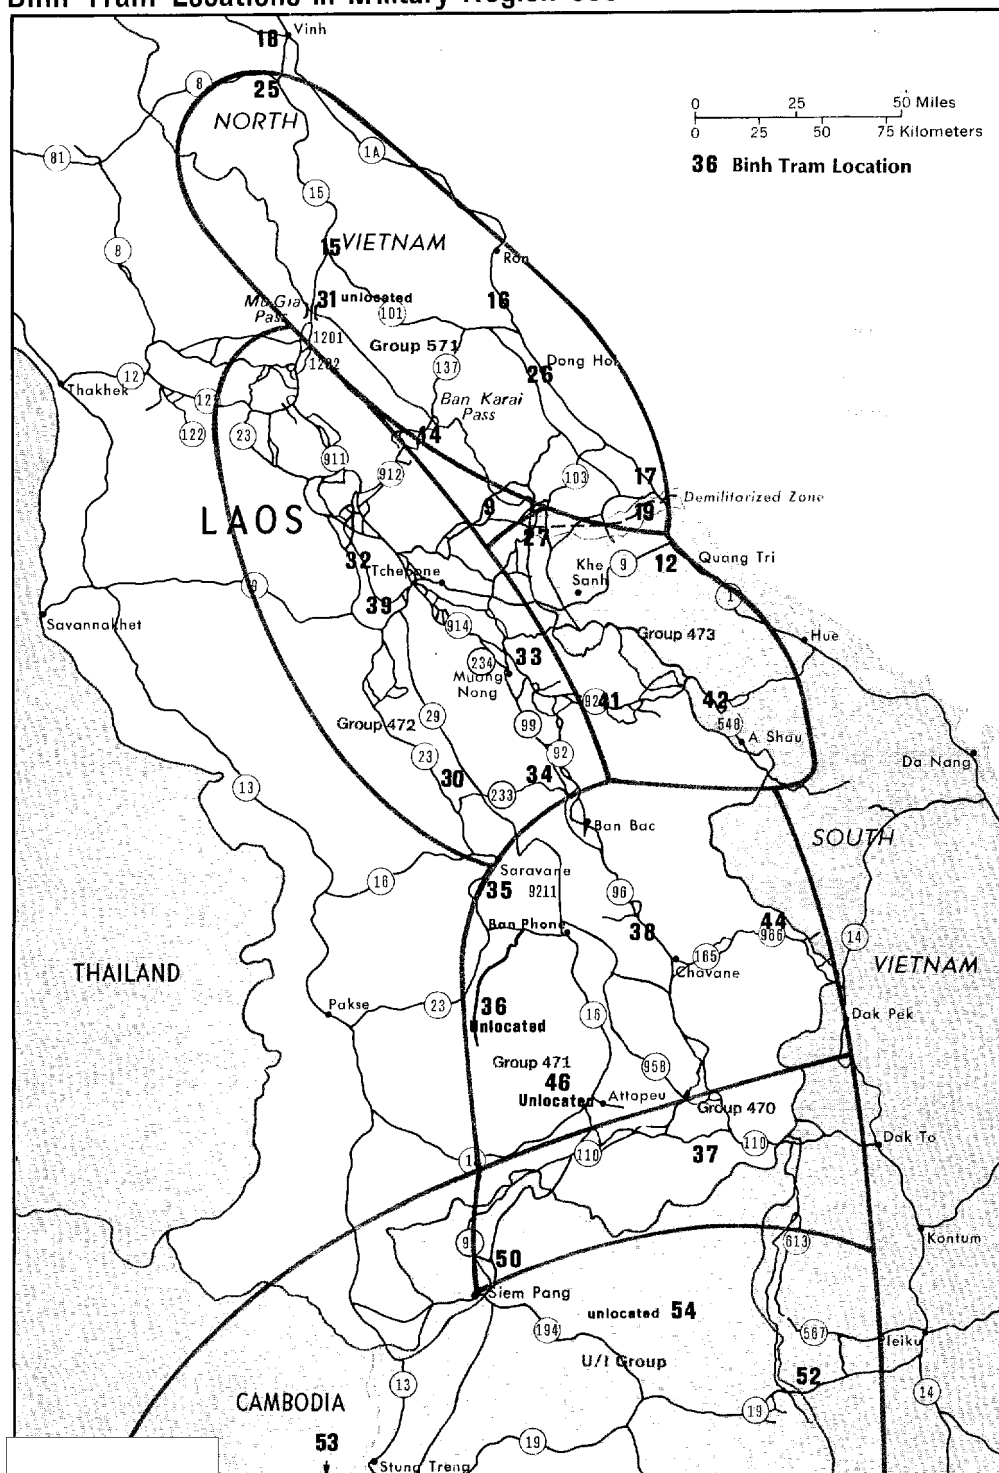 Binh Tram Locations in Military Region
18
Vinh
8
25
NORTH
0 25 50 Miles
0 25 50 75 Kilometers
36 Binh Tram Location
81
1A
15
8
15
VIETNAM
Ron
Mu Gia
Pass
31 unlocated
16
101
1201
Group 571
1202
137
Dong Hoi
26
12
Thakhek
12
Ban Karai
Pass
122
23
14
911
912
103
17
Demilitarized Zone
9
19
LAOS
27
32
Tchepone
Khe
Sanh
9
12
Quang Tri
9
39
1
Savannakhet
914
Group 473
Hue
33
234
Muong
Nong
92
41
42
Group 472
29
99
548
A Shau
23
92
Da Nang
30
34
13
233
Ban Bac
SOUTH
Saravane
16
35
9211
96
Ban Phone
38
44
966
14
165
Chavane
VIETNAM
THAILAND
Pakse
23
36
Unlocated
16
Dak Pek
Group 471
46
Unlocated
958
Attopeu
Group 470
Dak To
110
110
37
613
Kontum
50
Siem Pang
unlocated 54
194
567
Pleiku
U/I Group
52
13
14
CAMBODIA
19
53
19
Stung Treng